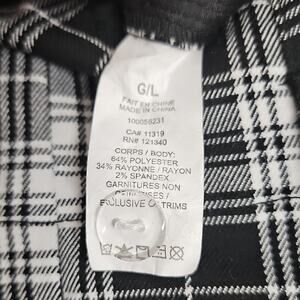 G/L
FAIT EN CHINE
MADE IN CHINA
100058231
CA# 11319
RN# 121340
CORPS / BODY:
64% POLYESTER
34% RAYONNE / RAYON
2% SPANDEX
GARNITURES NON
EXCLUSIVE OF TRIMS